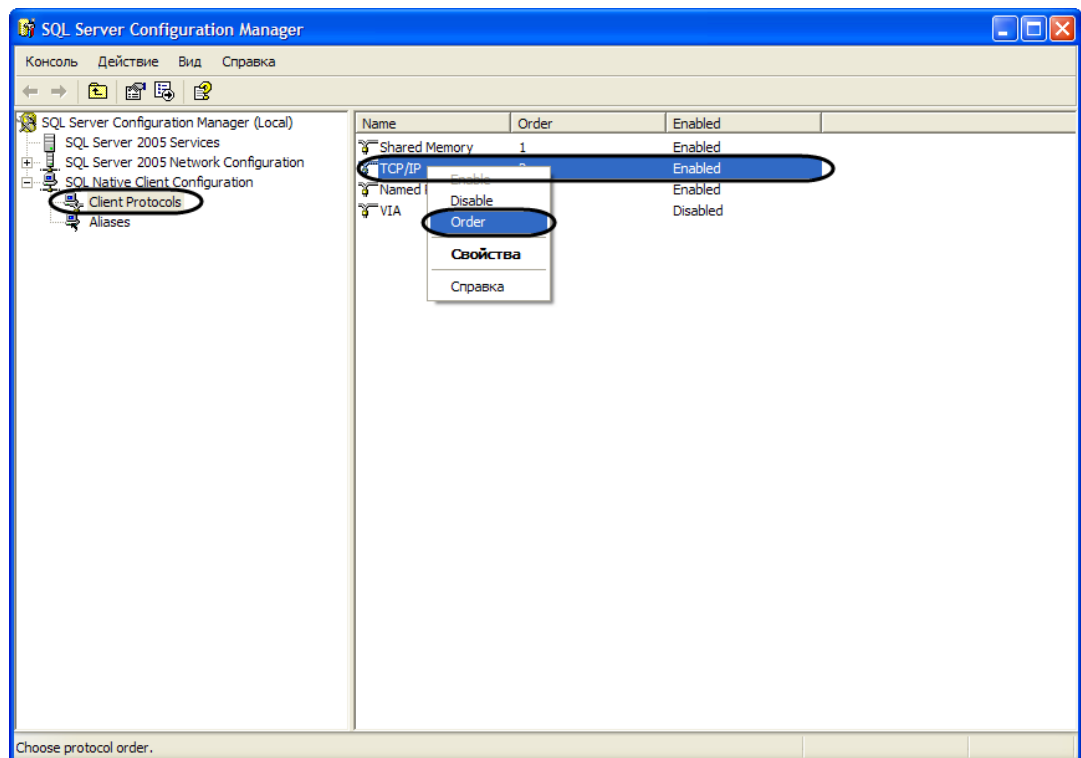 SQL Server Configuration Manager
Консоль Действие Вид Справка
SQL Server Configuration Manager (Local)
SQL Server 2005 Services
SQL Server 2005 Network Configuration
SQL Native Client Configuration
Client Protocols
Aliases
Name Order Enabled
Shared Memory 1 Enabled
TCP/IP Enabled
Named Enabled
VIA Disabled
Enable
Disable
Order
Свойства
Справка
Choose protocol order.